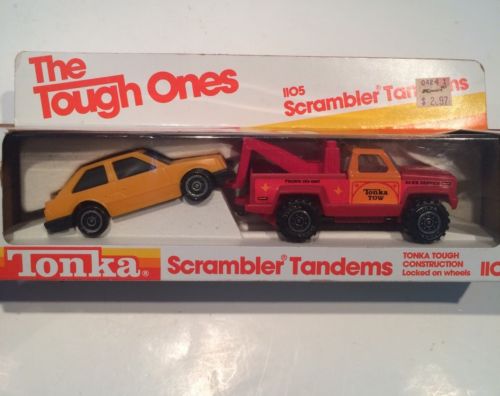 The
Tough Ones
1105
Scrambler Tandems
$ 2.97
Tonka
TOW
Tonka®
Scrambler® Tandems
TONKA TOUGH
CONSTRUCTION
Locked on wheels
110